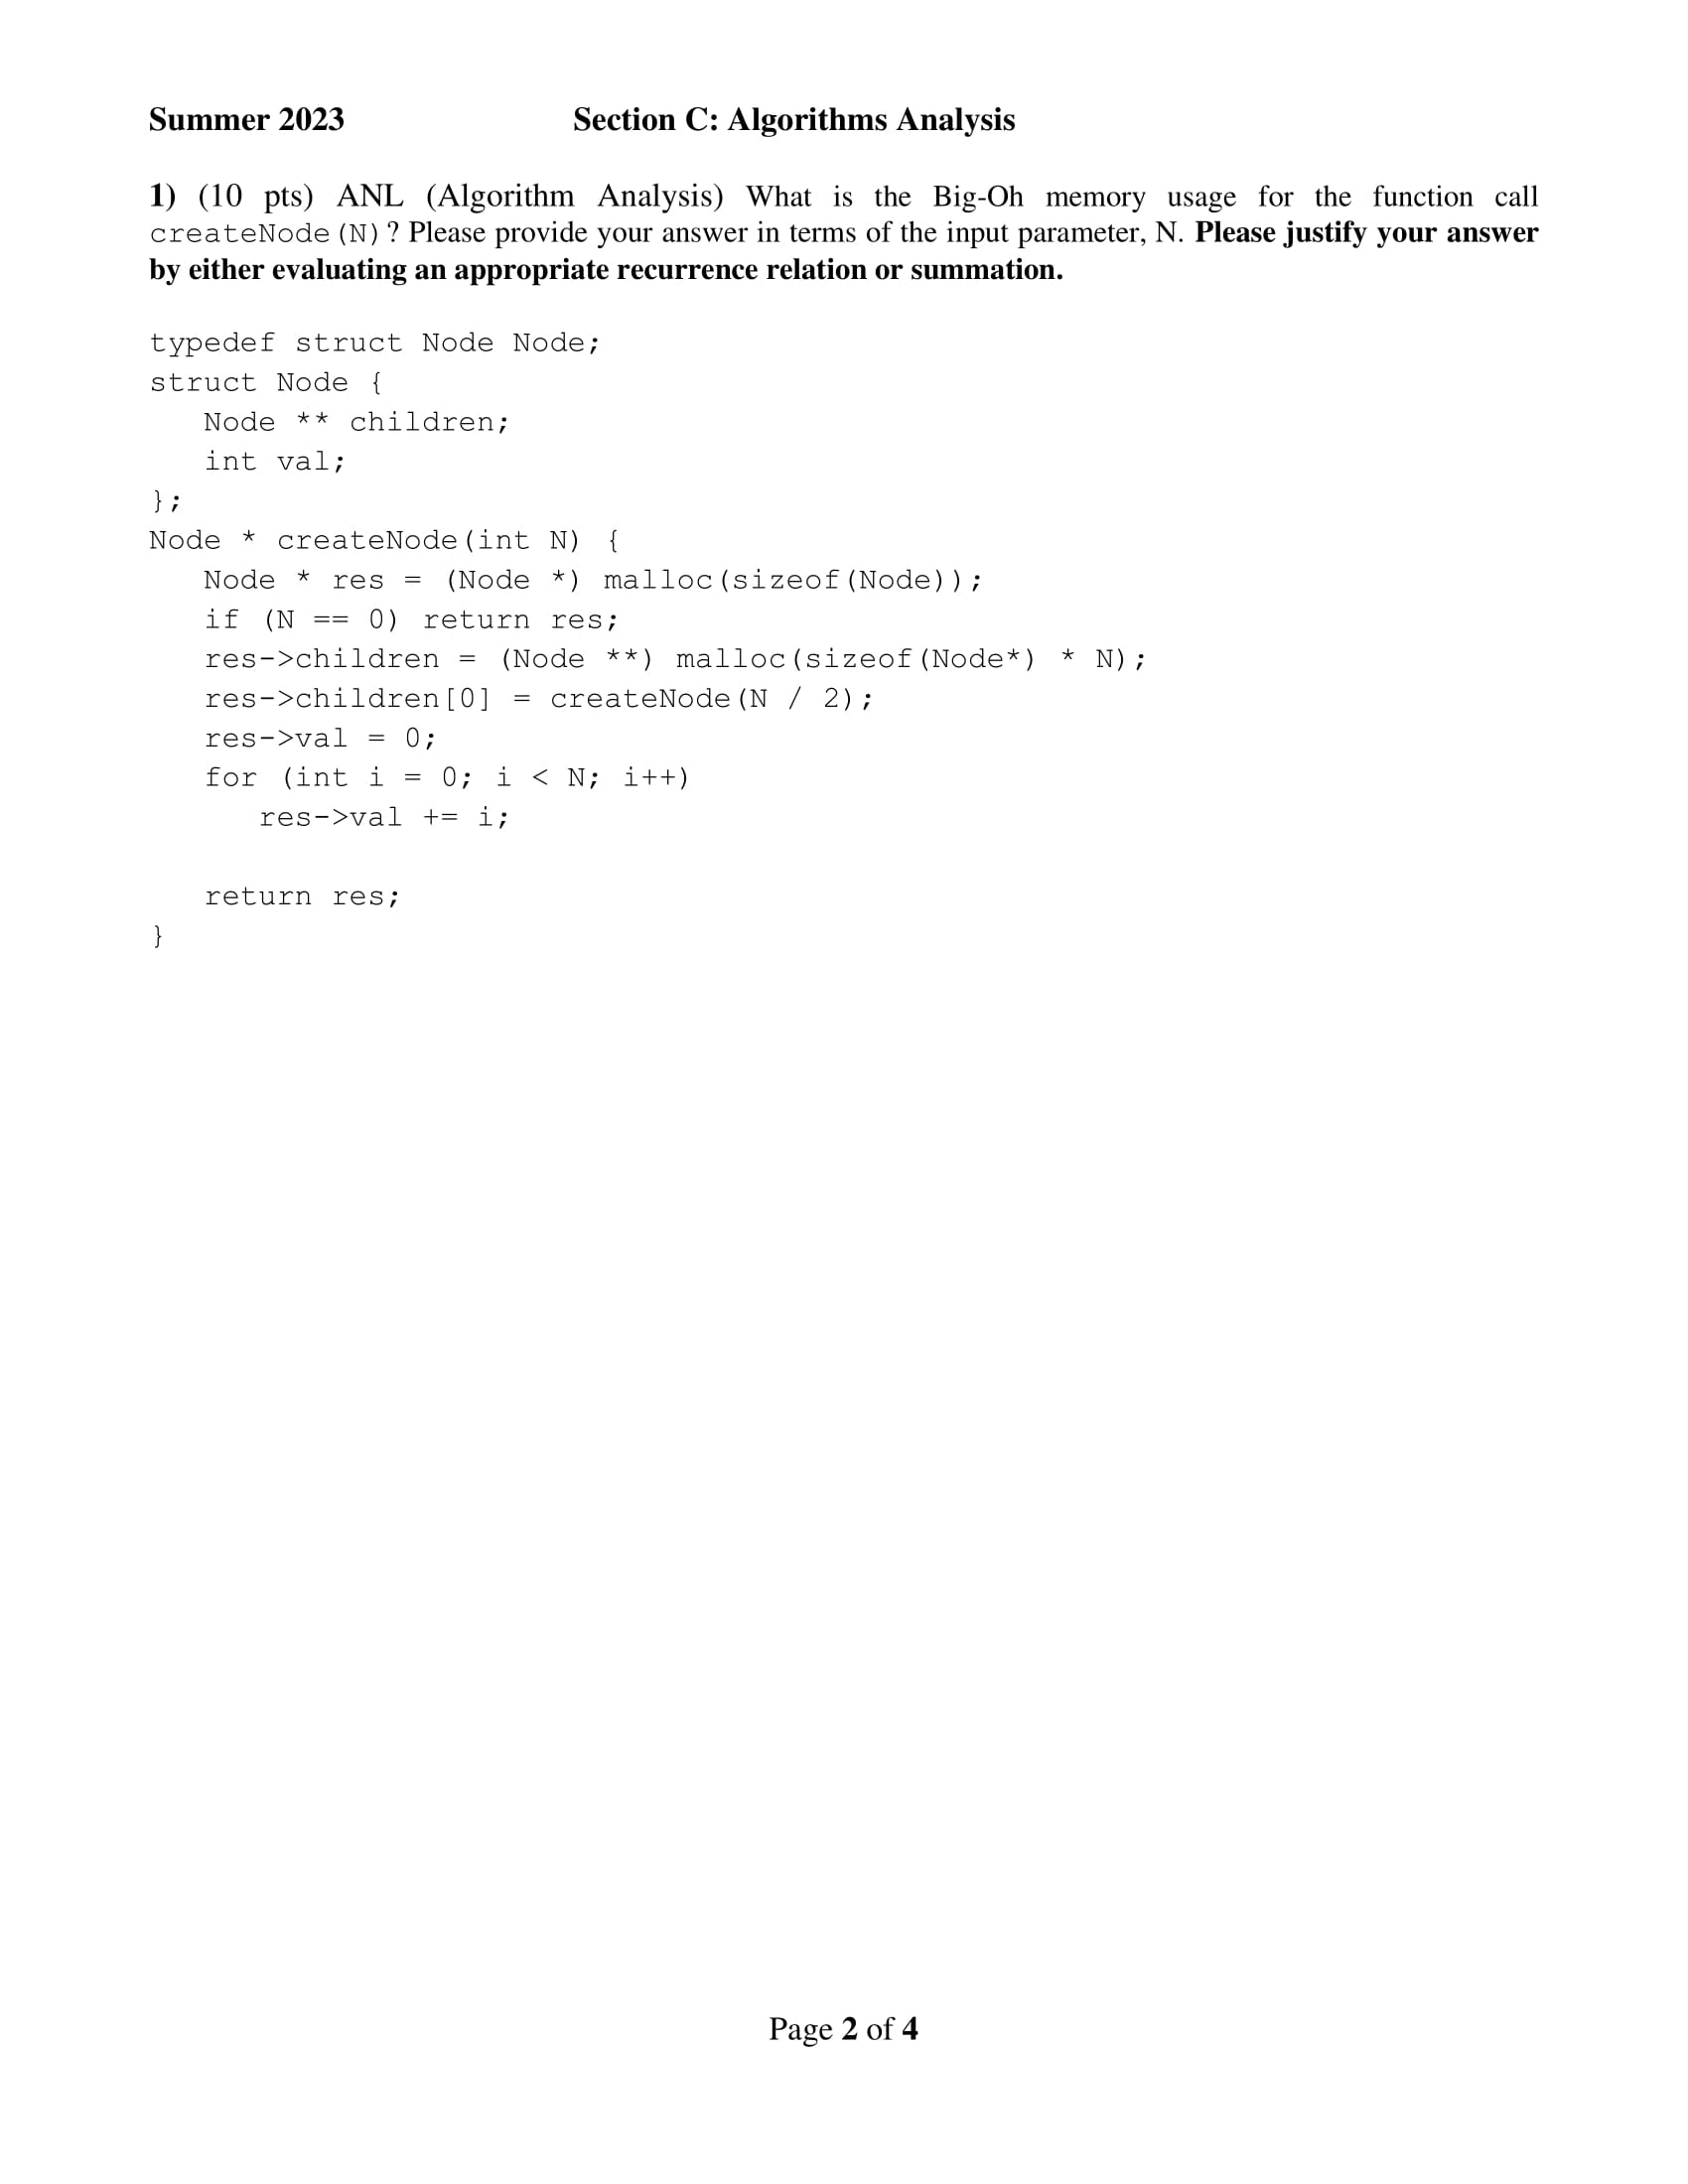 Summer 2023 Section C: Algorithms Analysis
1) (10 pts) ANL (Algorithm Analysis) What is the Big-Oh memory usage for the function call
createNode(N)? Please provide your answer in terms of the input parameter, N. Please justify your answer
by either evaluating an appropriate recurrence relation or summation.
typedef struct Node Node;
struct Node {
   Node ** children;
   int val;
};
Node * createNode(int N) {
   Node * res = (Node *) malloc(sizeof(Node));
   if (N == 0) return res;
   res->children = (Node **) malloc(sizeof(Node*) * N);
   res->children[0] = createNode(N / 2);
   res->val = 0;
   for (int i = 0; i < N; i++)
      res->val += i;
   return res;
}
Page 2 of 4